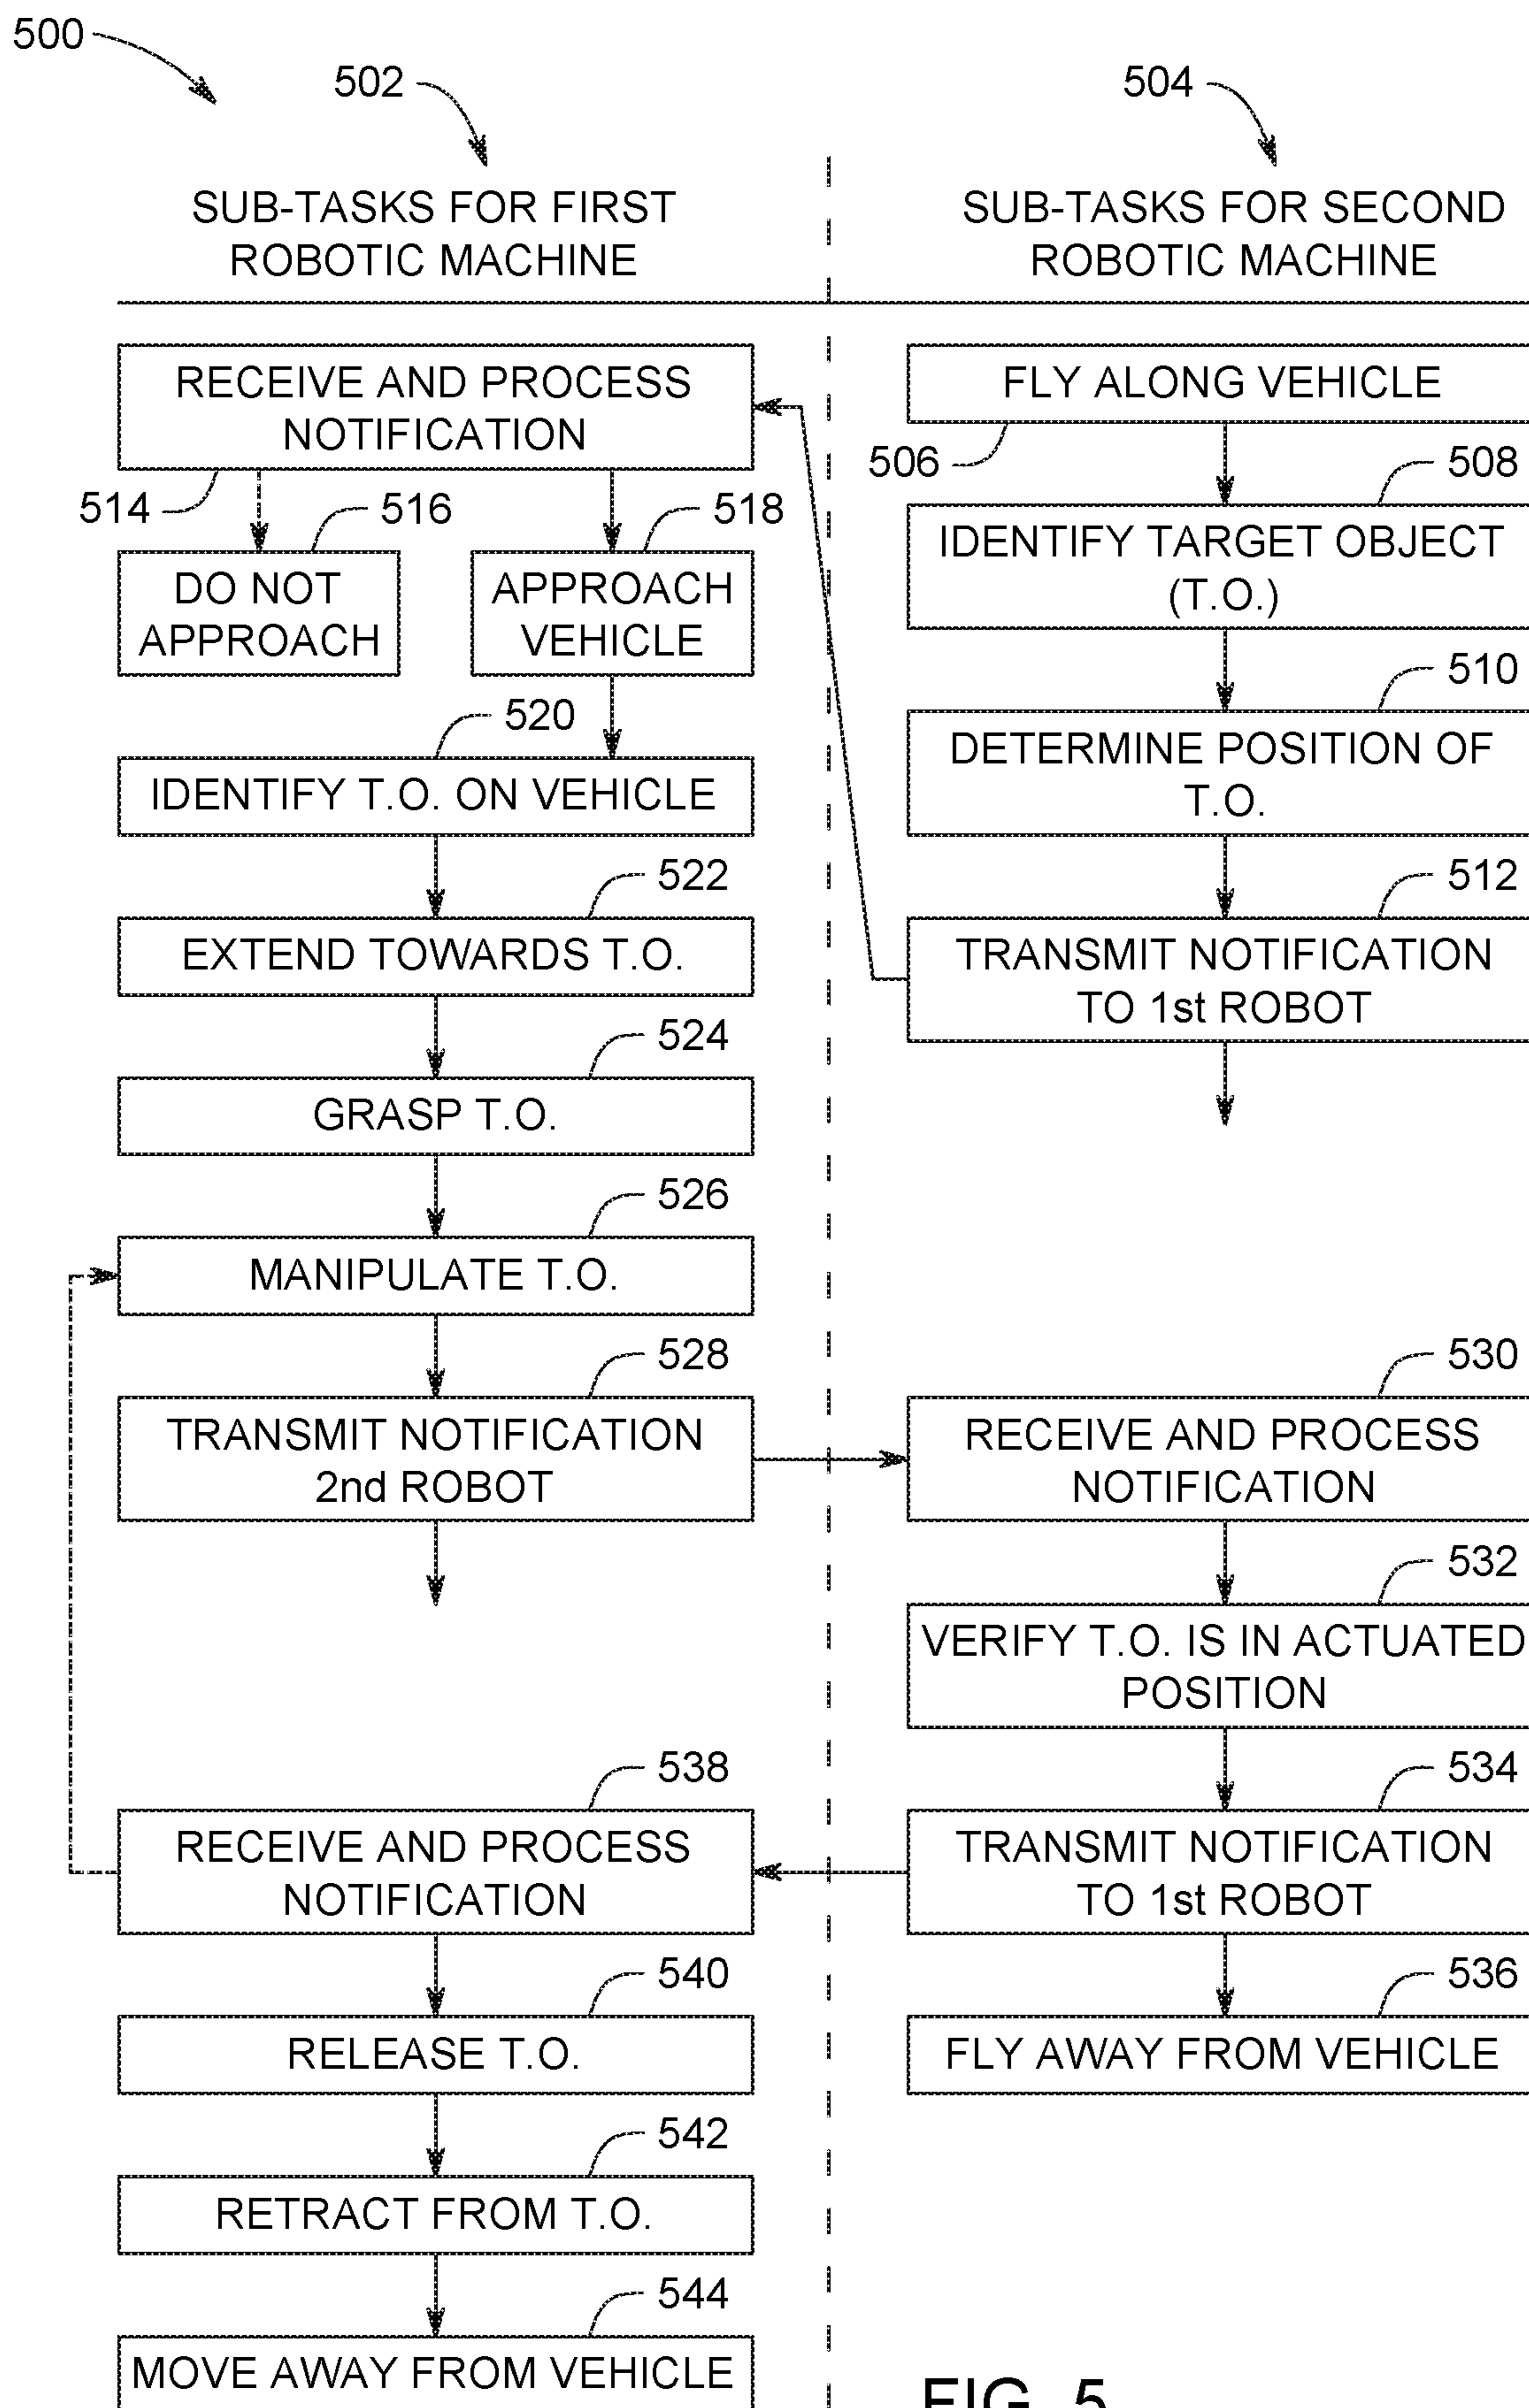 500
502
504
SUB-TASKS FOR FIRST
ROBOTIC MACHINE
SUB-TASKS FOR SECOND
ROBOTIC MACHINE
RECEIVE AND PROCESS
NOTIFICATION
514
516
518
DO NOT
APPROACH
APPROACH
VEHICLE
520
IDENTIFY T.O. ON VEHICLE
522
EXTEND TOWARDS T.O.
524
GRASP T.O.
526
MANIPULATE T.O.
528
TRANSMIT NOTIFICATION
2nd ROBOT
538
RECEIVE AND PROCESS
NOTIFICATION
540
RELEASE T.O.
542
RETRACT FROM T.O.
544
MOVE AWAY FROM VEHICLE
FLY ALONG VEHICLE
506
508
IDENTIFY TARGET OBJECT
(T.O.)
510
DETERMINE POSITION OF
T.O.
512
TRANSMIT NOTIFICATION
TO 1st ROBOT
530
RECEIVE AND PROCESS
NOTIFICATION
532
VERIFY T.O. IS IN ACTUATED
POSITION
534
TRANSMIT NOTIFICATION
TO 1st ROBOT
536
FLY AWAY FROM VEHICLE
FIG. 5